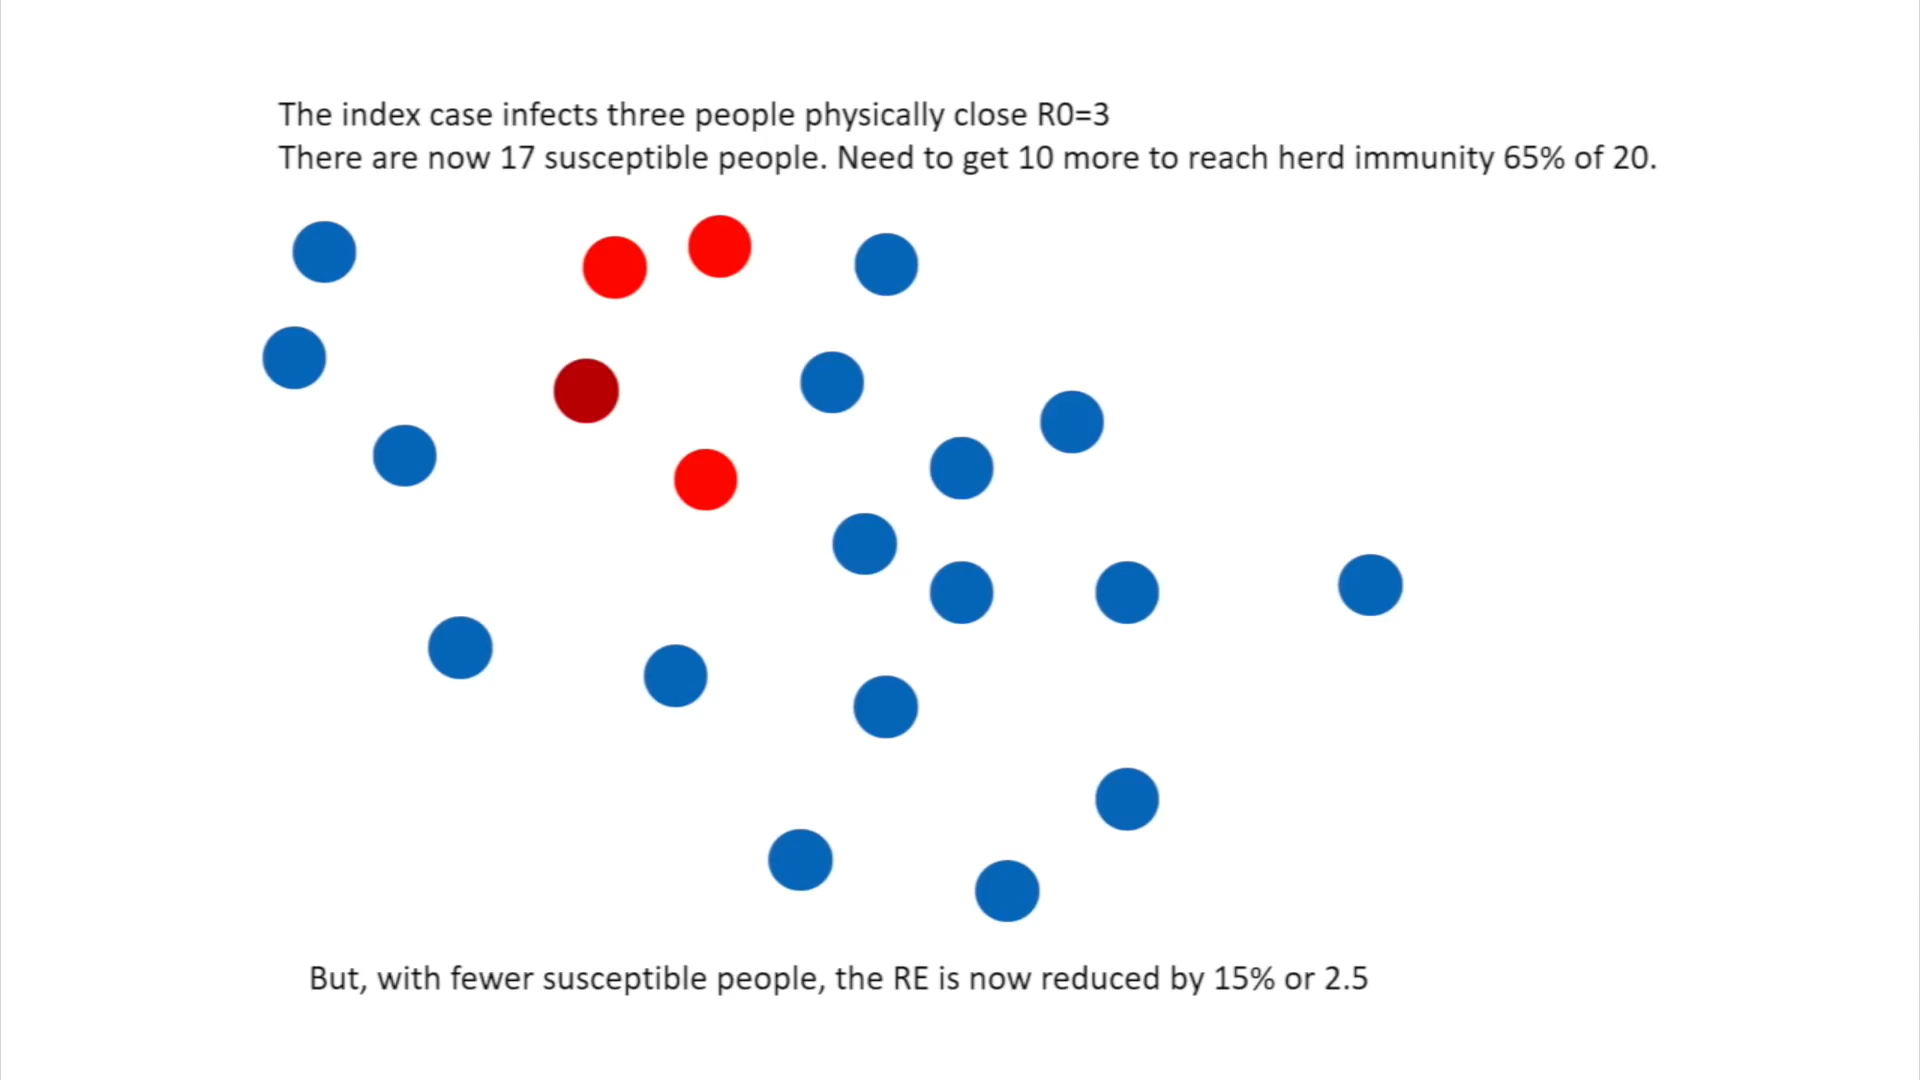 The index case infects three people physically close R0=3
There are now 17 susceptible people. Need to get 10 more to reach herd immunity 65% of 20.
But, with fewer susceptible people, the RE is now reduced by 15% or 2.5